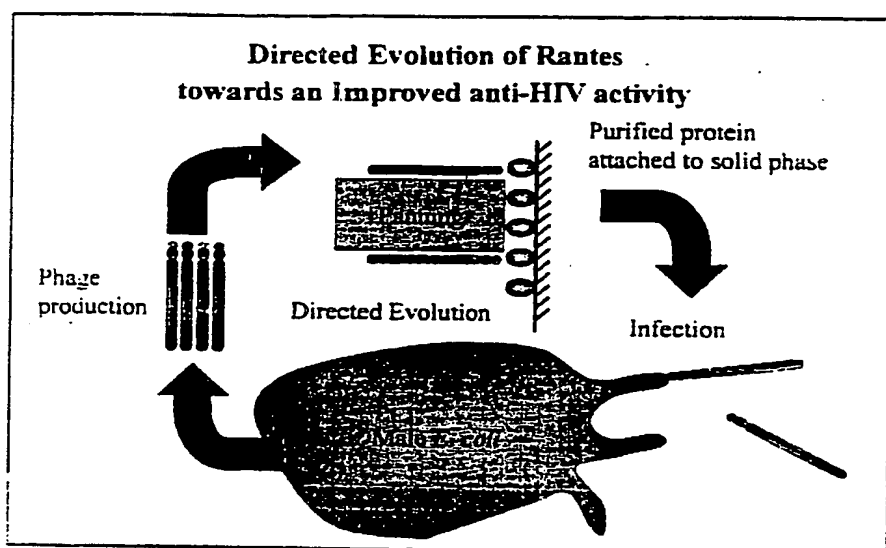 Directed Evolution of Rantes
towards an Improved anti-HIV activity
Purified protein
attached to solid phase
Panning
Phage
production
Directed Evolution
Infection
Male E. coli